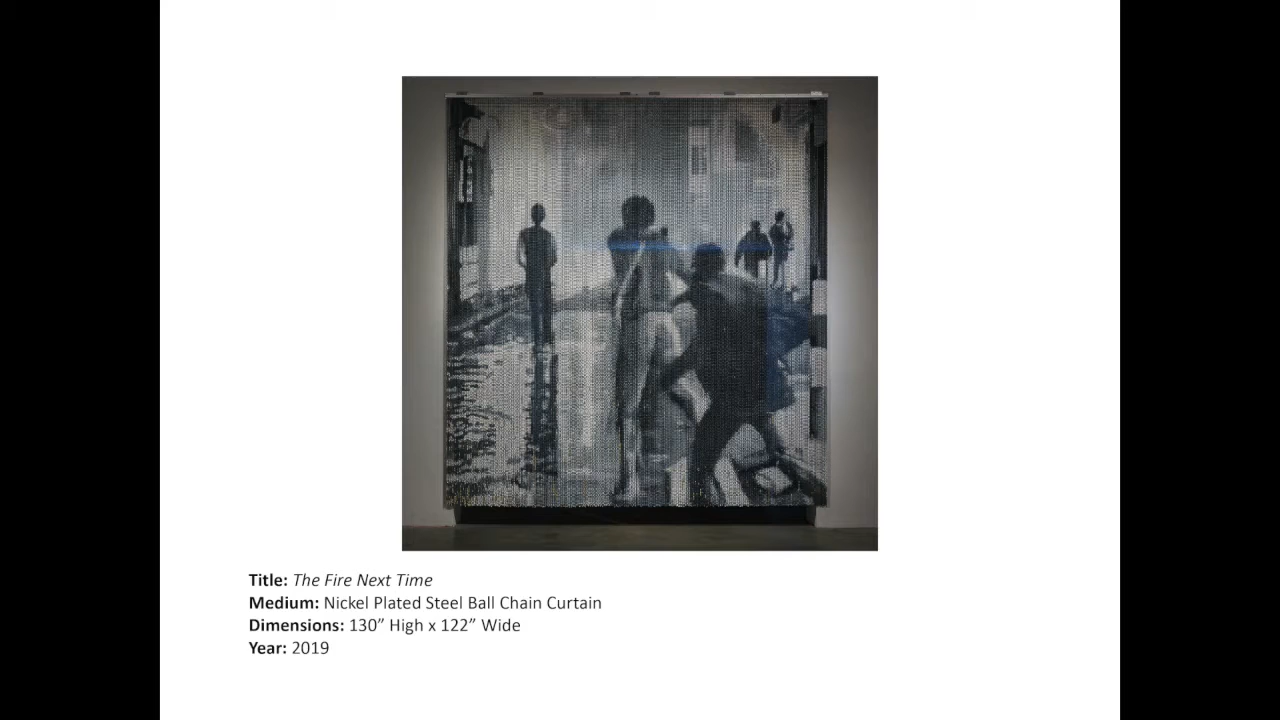 Title: The Fire Next Time
Medium: Nickel Plated Steel Ball Chain Curtain
Dimensions: 130” High x 122” Wide
Year: 2019